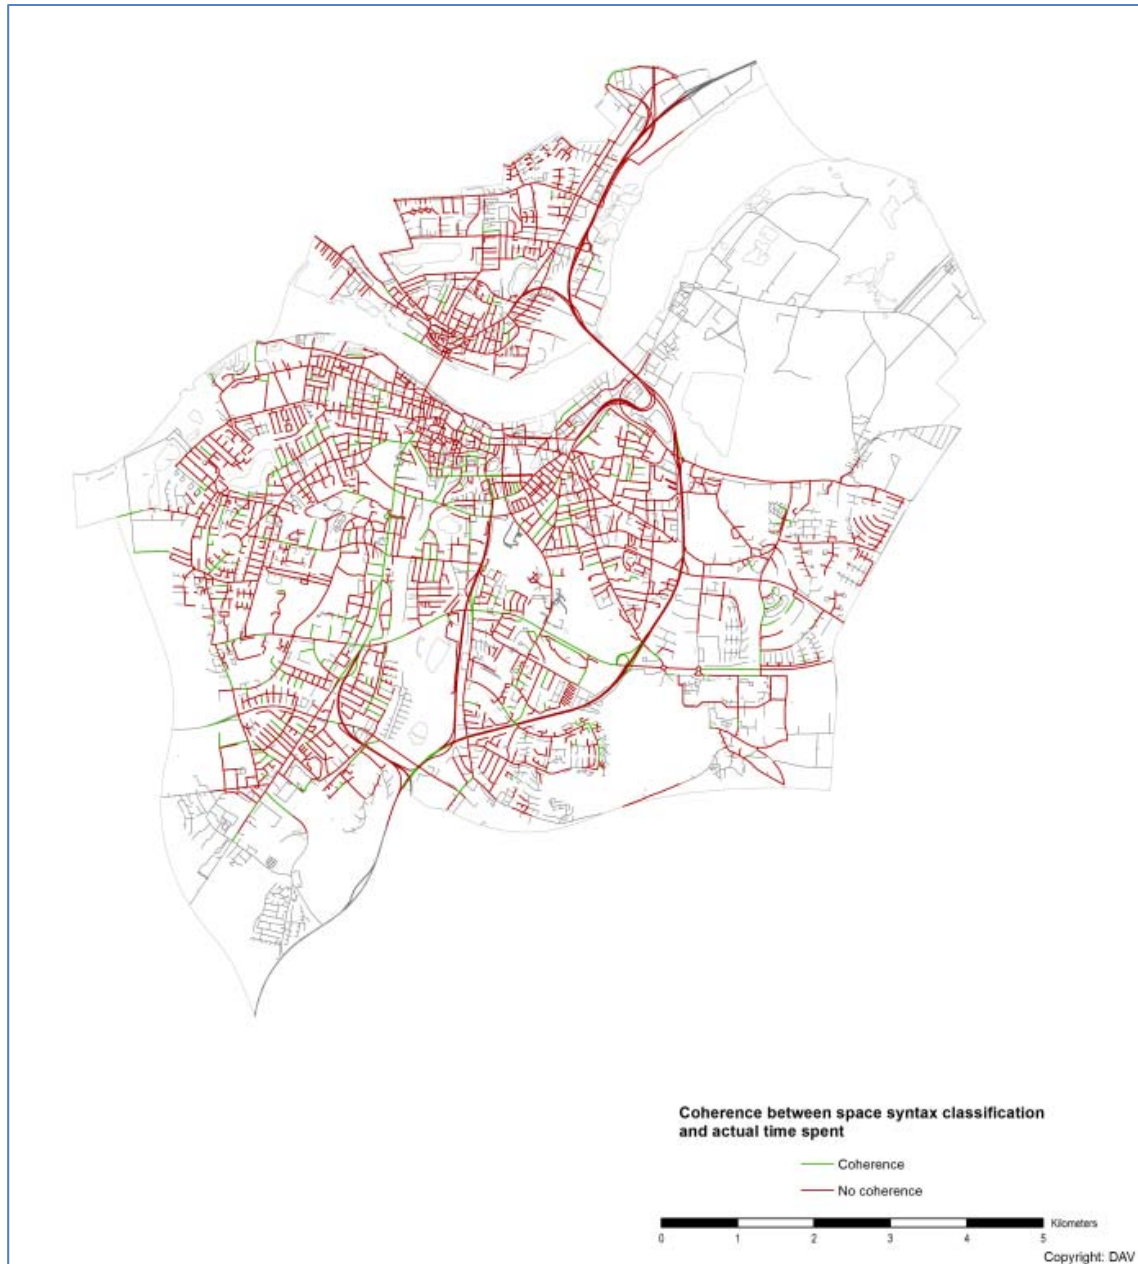 Coherence between space syntax classification
and actual time spent
Coherence
No coherence
Kilometers
0 1 2 3 4 5
Copyright: DAV